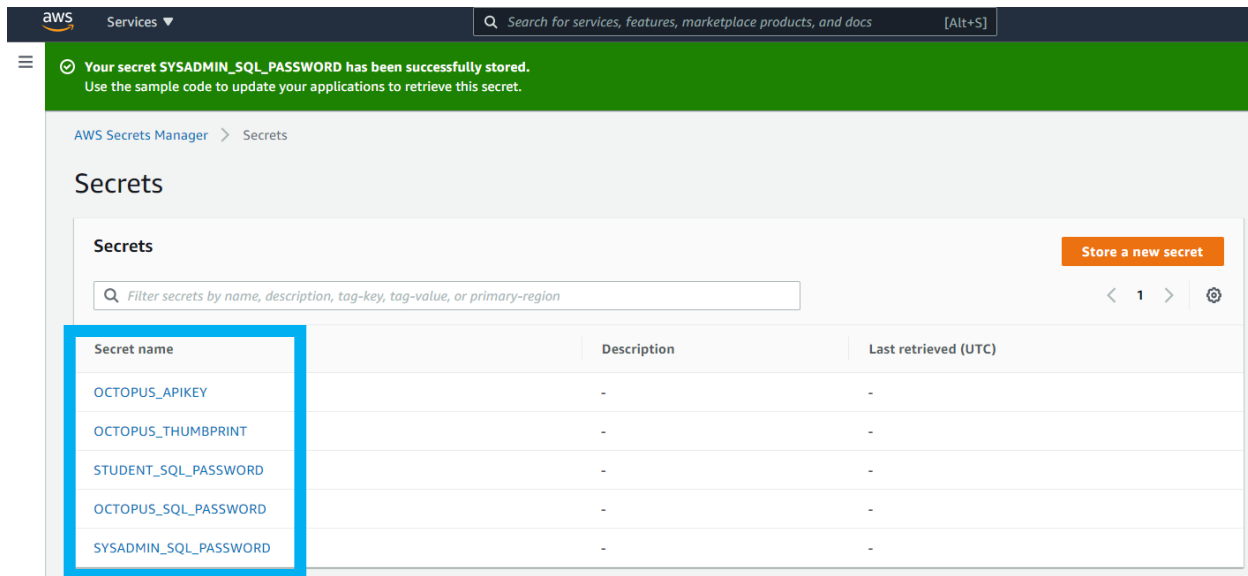 aws Services ▼ Search for services, features, marketplace products, and docs [Alt+S]
Your secret SYSADMIN_SQL_PASSWORD has been successfully stored.
Use the sample code to update your applications to retrieve this secret.
AWS Secrets Manager > Secrets
Secrets
Secrets
Store a new secret
Filter secrets by name, description, tag-key, tag-value, or primary-region
< 1 >
Secret name Description Last retrieved (UTC)
OCTOPUS_APIKEY - -
OCTOPUS_THUMBPRINT - -
STUDENT_SQL_PASSWORD - -
OCTOPUS_SQL_PASSWORD - -
SYSADMIN_SQL_PASSWORD - -